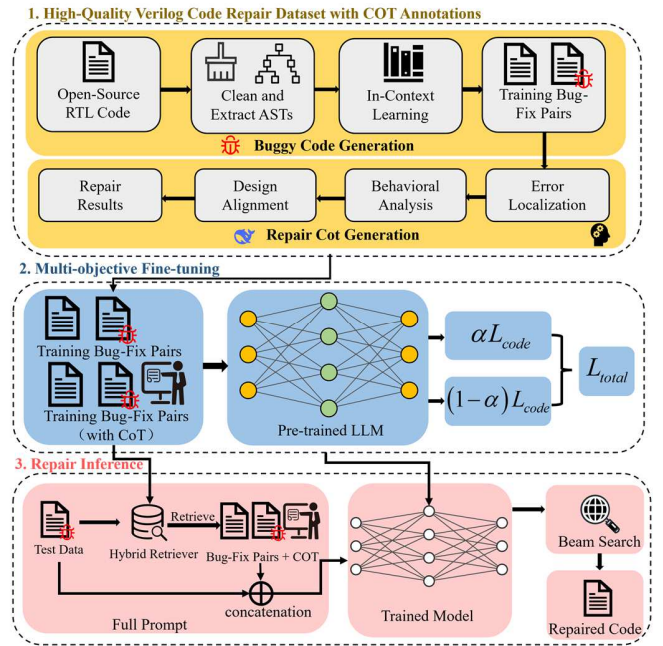 1. High-Quality Verilog Code Repair Dataset with COT Annotations
Open-Source
RTL Code
Clean and
Extract ASTs
In-Context
Learning
Training Bug-
Fix Pairs
Buggy Code Generation
Repair
Results
Design
Alignment
Behavioral
Analysis
Error
Localization
Repair Cot Generation
2. Multi-objective Fine-tuning
Training Bug-Fix Pairs
Training Bug-Fix Pairs
(with CoT)
Pre-trained LLM
αL_code
(1−α)L_code
L_total
3. Repair Inference
Test Data
Hybrid Retriever
Retrieve
Bug-Fix Pairs + COT
concatenation
Full Prompt
Trained Model
Beam Search
Repaired Code